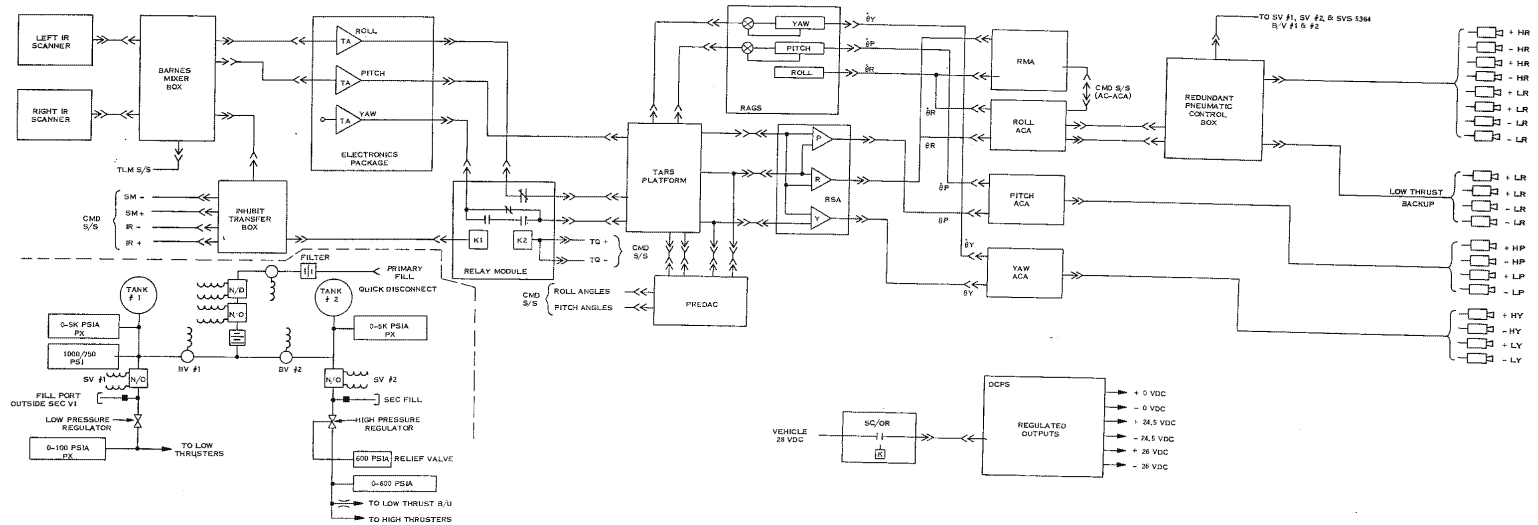 LEFT IR
SCANNER
RIGHT IR
SCANNER
BARNES
MIXER
BOX
TLM S/S
CMD
S/S
SM -
SM +
IR -
IR +
INHIBIT
TRANSFER
BOX
TA
ROLL
TA
PITCH
TA
YAW
ELECTRONICS
PACKAGE
K1
K2
RELAY MODULE
TQ +
TQ -
CMD
S/S
TARS
PLATFORM
CMD
S/S
ROLL ANGLES
PITCH ANGLES
PREDAC
YAW
PITCH
ROLL
RAGS
θ̇Y
θ̇P
θ̇R
P
R
Y
RSA
θ̇R
θR
θ̇P
θP
θ̇Y
θY
RMA
CMD S/S
(AC-ACA)
ROLL
ACA
PITCH
ACA
YAW
ACA
TO SV #1, SV #2, & SVS 5364
B/V #1 & #2
REDUNDANT
PNEUMATIC
CONTROL
BOX
LOW THRUST
BACKUP
+ HR
- HR
+ HR
- HR
+ LR
+ LR
- LR
- LR
+ LR
+ LR
- LR
- LR
+ HP
- HP
+ LP
- LP
+ HY
- HY
+ LY
- LY
TANK
# 1
FILTER
N/O
N/O
PRIMARY
FILL
QUICK DISCONNECT
TANK
# 2
0-5K PSIA
PX
0-5K PSIA
PX
1000/750
PSI
BV #1
BV #2
SV #1
N/O
N/O
SV #2
FILL PORT
OUTSIDE SEC VI
SEC FILL
LOW PRESSURE
REGULATOR
HIGH PRESSURE
REGULATOR
0-100 PSIA
PX
TO LOW
THRUSTERS
600 PSIA
RELIEF VALVE
0-600 PSIA
TO LOW THRUST B/U
TO HIGH THRUSTERS
VEHICLE
28 VDC
SC/OR
K
DCPS
REGULATED
OUTPUTS
+ 0 VDC
- 0 VDC
+ 24.5 VDC
- 24.5 VDC
+ 26 VDC
- 26 VDC